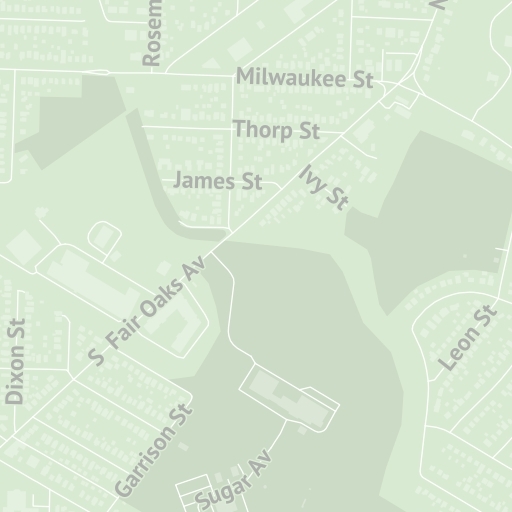 Rosem
Milwaukee St
Thorp St
James St
Ivy St
S Fair Oaks Av
Dixon St
Leon St
Garrison St
Sugar Av